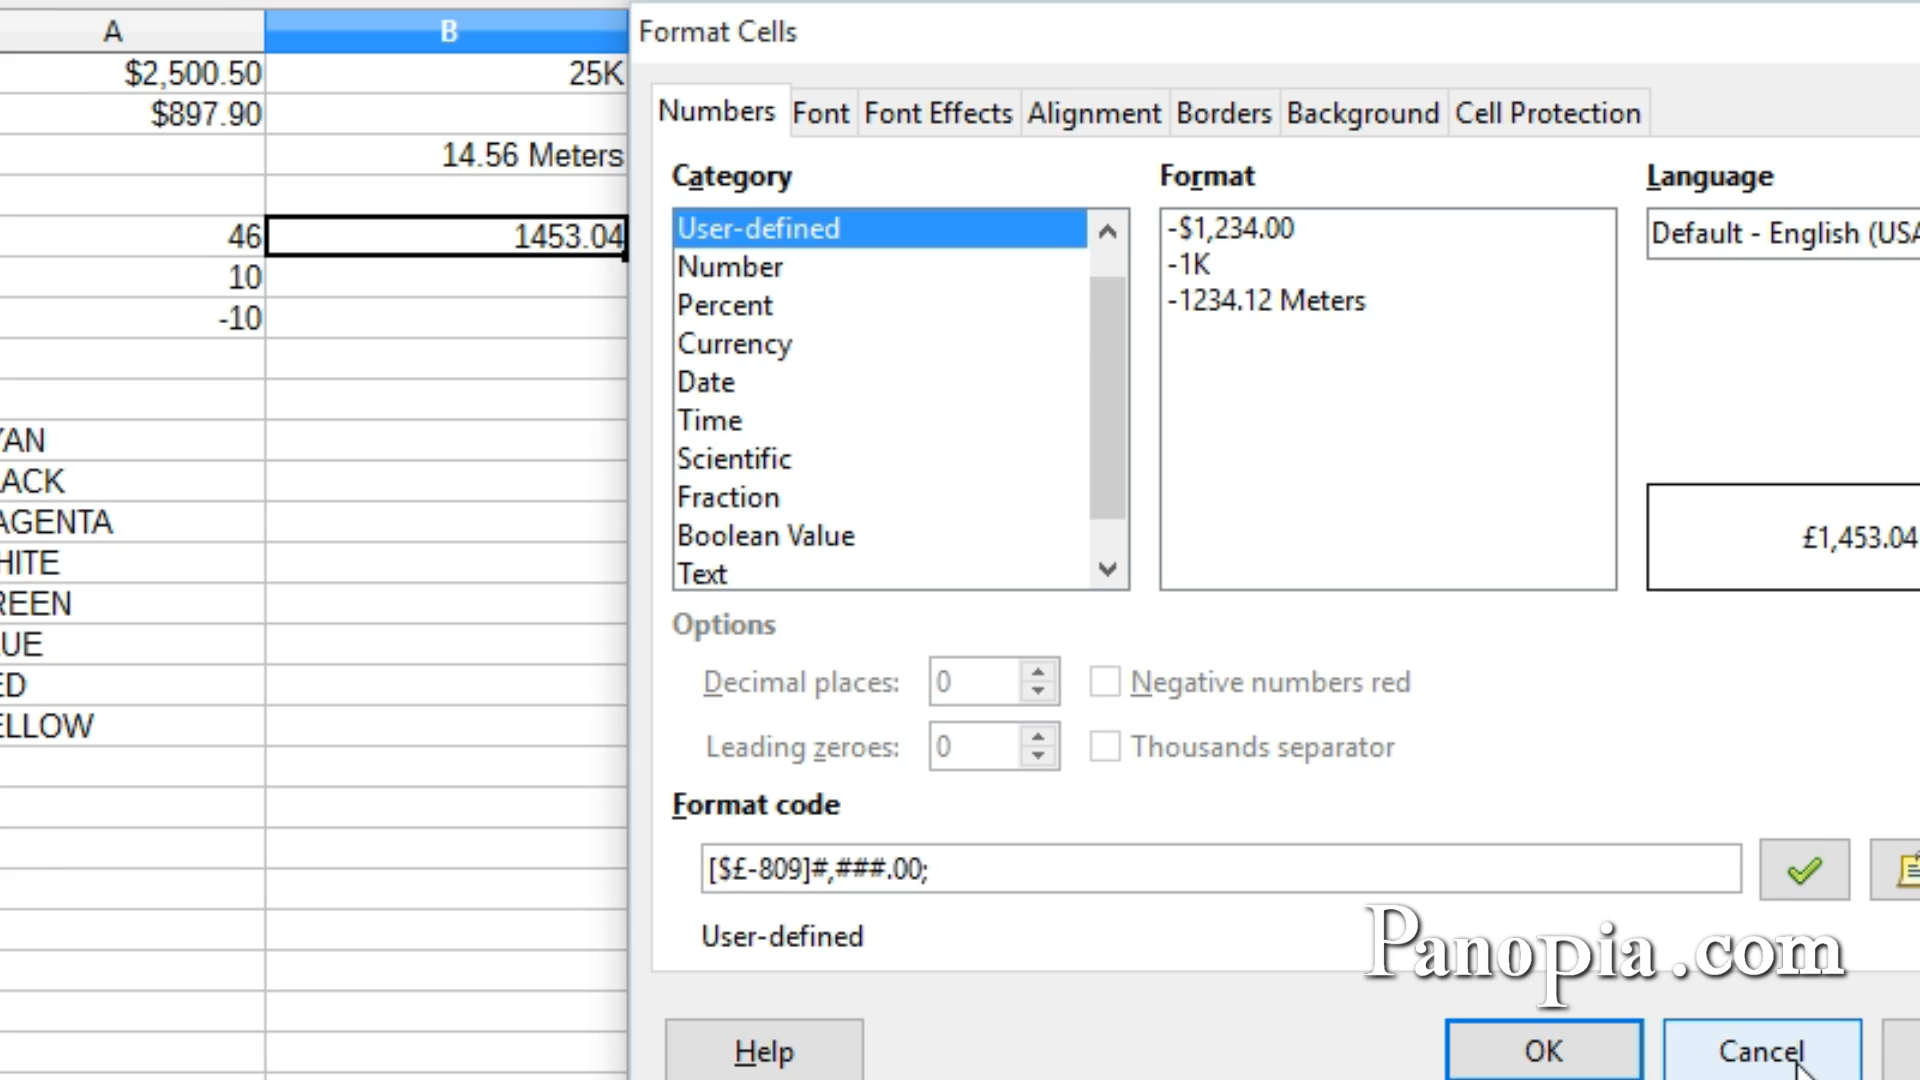 A
B
$2,500.50
25K
$897.90
14.56 Meters
46
1453.04
10
-10
YAN
ACK
AGENTA
HITE
REEN
UE
ED
ELLOW
Format Cells
Numbers Font Font Effects Alignment Borders Background Cell Protection
Category
User-defined
Number
Percent
Currency
Date
Time
Scientific
Fraction
Boolean Value
Text
Format
-$1,234.00
-1K
-1234.12 Meters
Language
Default - English (USA
£1,453.04
Options
Decimal places: 0
Negative numbers red
Leading zeroes: 0
Thousands separator
Format code
[$£-809]#,###.00;
User-defined
Panopia.com
Help
OK
Cancel